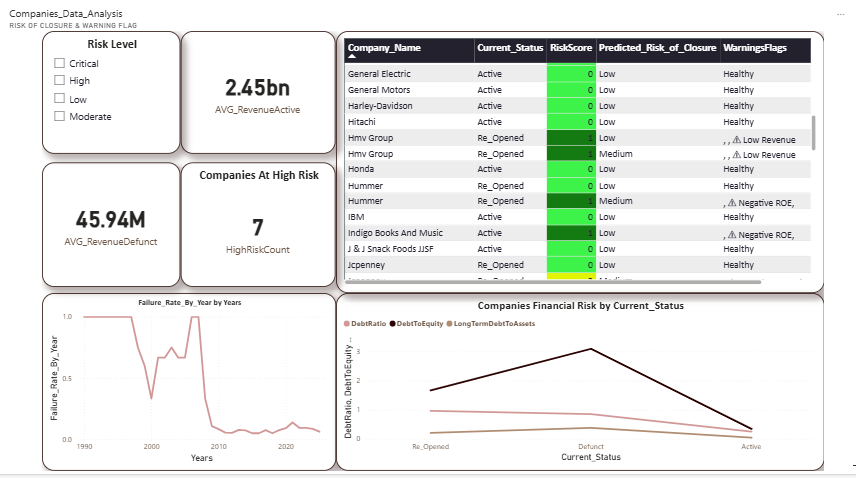 Companies_Data_Analysis
RISK OF CLOSURE & WARNING FLAG
...
Risk Level
Critical
High
Low
Moderate
2.45bn
AVG_RevenueActive
45.94M
AVG_RevenueDefunct
Companies At High Risk
7
HighRiskCount
Company_Name Current_Status RiskScore Predicted_Risk_of_Closure WarningsFlags
General Electric Active 0 Low Healthy
General Motors Active 0 Low Healthy
Harley-Davidson Active 0 Low Healthy
Hitachi Active 0 Low Healthy
Hmv Group Re_Opened 1 Low , , ⚠ Low Revenue
Hmv Group Re_Opened 1 Medium , , ⚠ Low Revenue
Honda Active 0 Low Healthy
Hummer Re_Opened 0 Low Healthy
Hummer Re_Opened 1 Medium , ⚠ Negative ROE,
IBM Active 0 Low Healthy
Indigo Books And Music Active 1 Low , ⚠ Negative ROE,
J & J Snack Foods JJSF Active 0 Low Healthy
Jcpenney Re_Opened 0 Low Healthy
Failure_Rate_By_Year by Years
Failure_Rate_By_Year
1.0
0.5
0.0
1990 2000 2010 2020
Years
Companies Financial Risk by Current_Status
DebtRatio DebtToEquity LongTermDebtToAssets
DebtRatio, DebtToEquity
3
2
1
0
Re_Opened Defunct Active
Current_Status